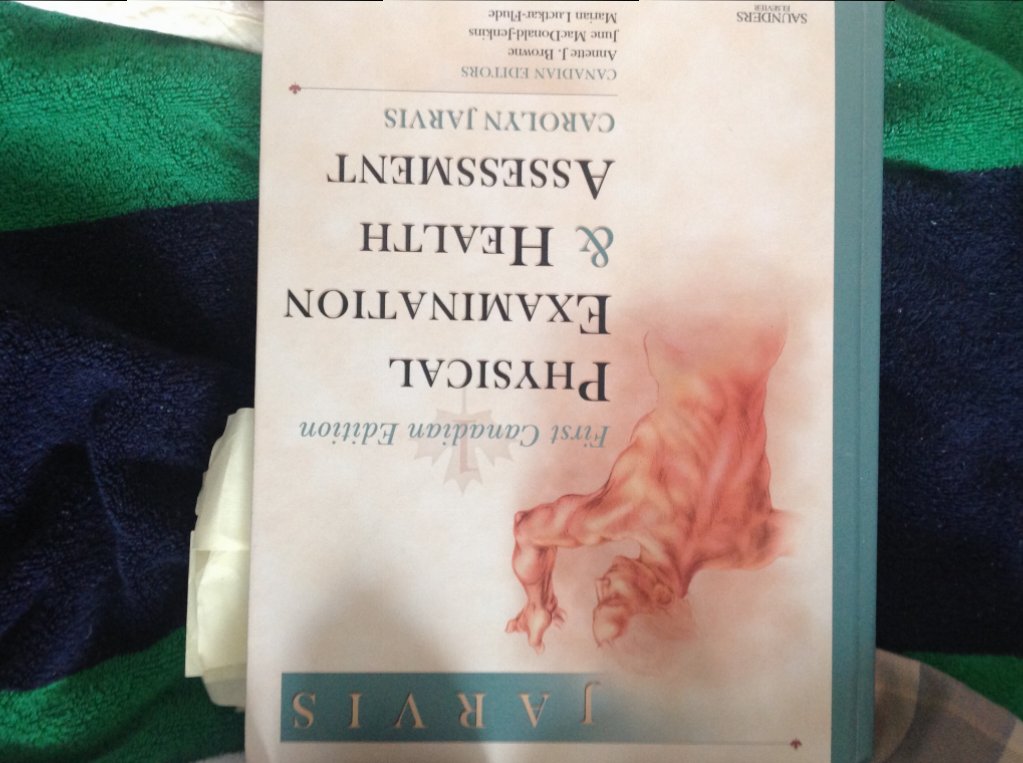 JARVIS
First Canadian Edition
PHYSICAL
EXAMINATION
& HEALTH
ASSESSMENT
CAROLYN JARVIS
CANADIAN EDITORS
Annette J. Browne
June MacDonald-Jenkins
Marian Luctkar-Flude
SAUNDERS
ELSEVIER